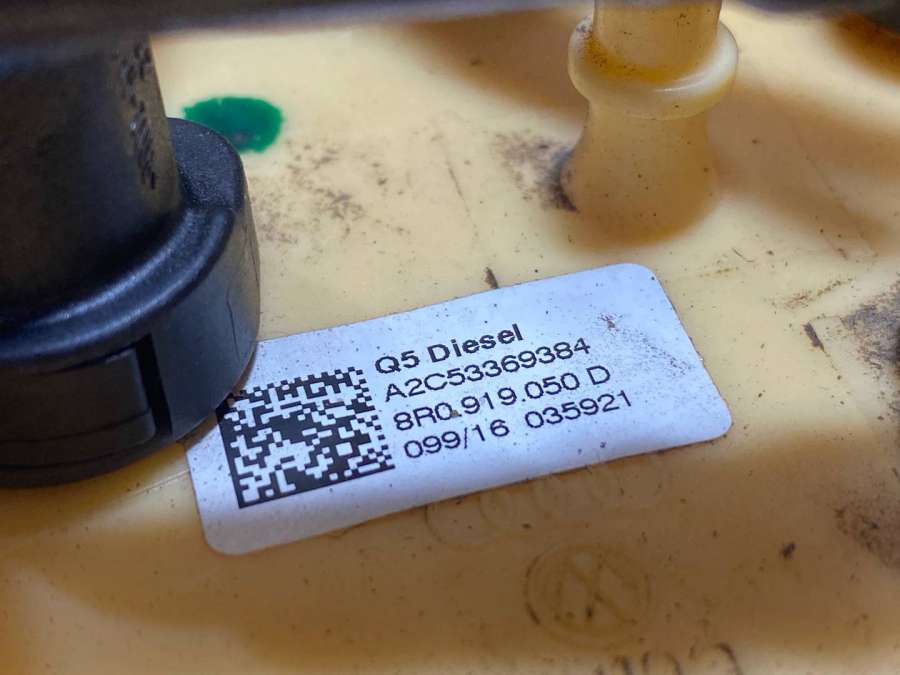 Q5 Diesel
A2C53369384
8R0.919.050 D
099/16 035921